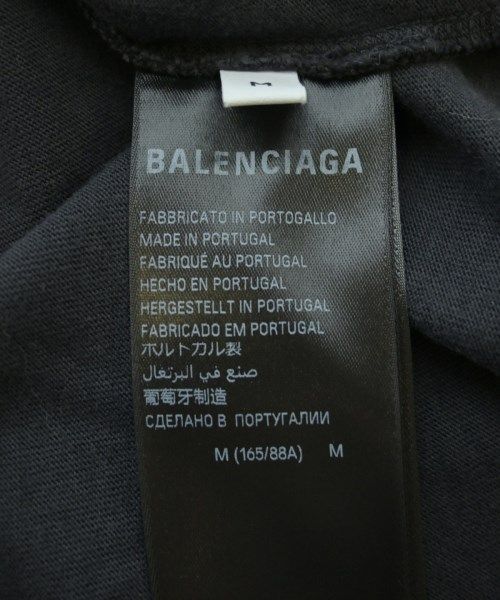 M
BALENCIAGA
FABBRICATO IN PORTOGALLO
MADE IN PORTUGAL
FABRIQUÉ AU PORTUGAL
HECHO EN PORTUGAL
HERGESTELLT IN PORTUGAL
FABRICADO EM PORTUGAL
ポルトガル製
صنع في البرتغال
葡萄牙制造
СДЕЛАНО В ПОРТУГАЛИИ
M (165/88A) M